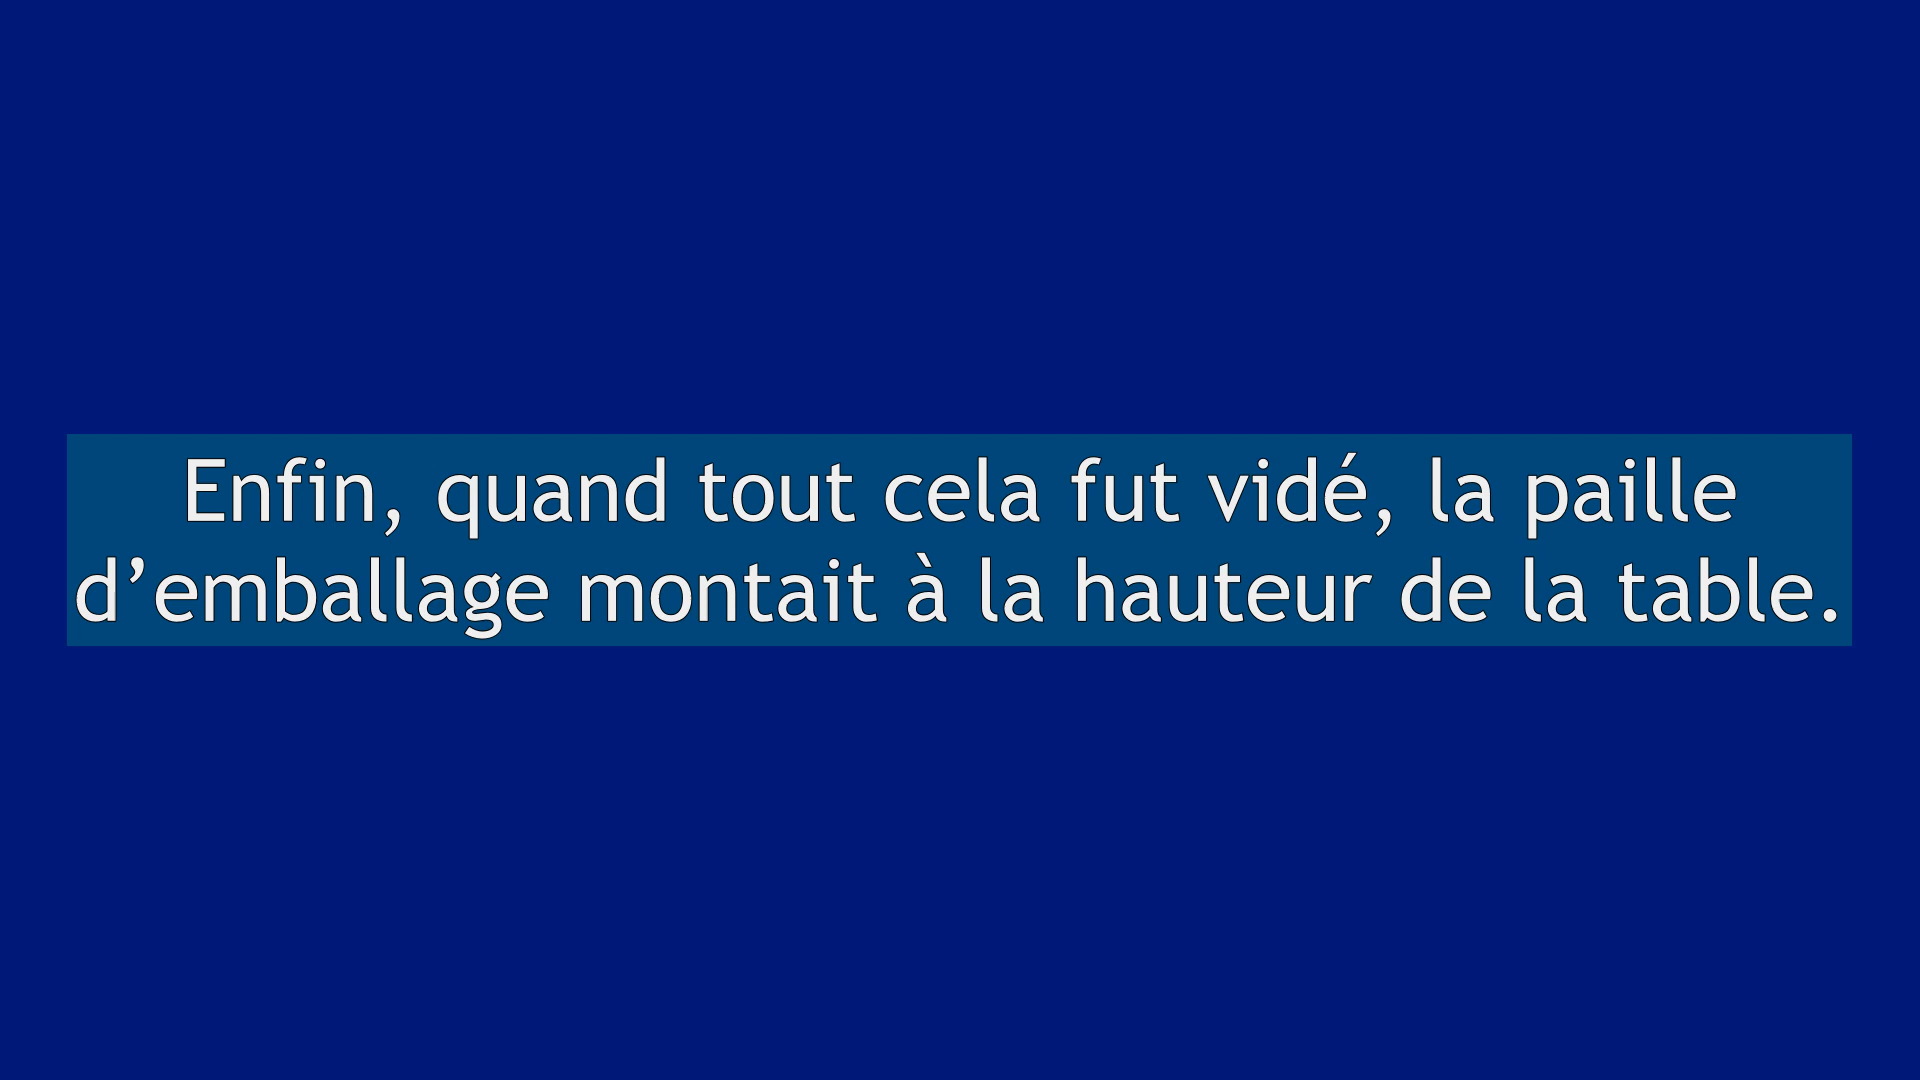 Enfin, quand tout cela fut vidé, la paille
d’emballage montait à la hauteur de la table.